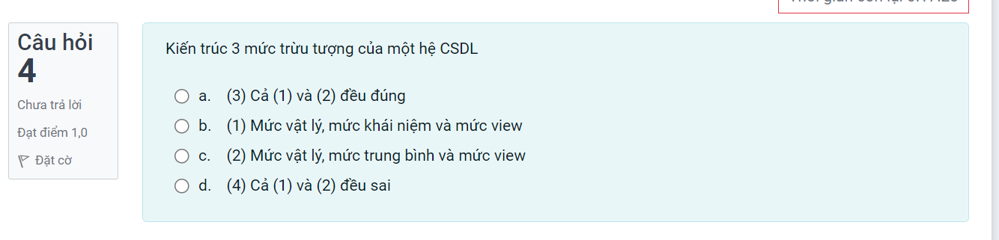 Câu hỏi
4
Chưa trả lời
Đạt điểm 1,0
Đặt cờ
Kiến trúc 3 mức trừu tượng của một hệ CSDL
a. (3) Cả (1) và (2) đều đúng
b. (1) Mức vật lý, mức khái niệm và mức view
c. (2) Mức vật lý, mức trung bình và mức view
d. (4) Cả (1) và (2) đều sai